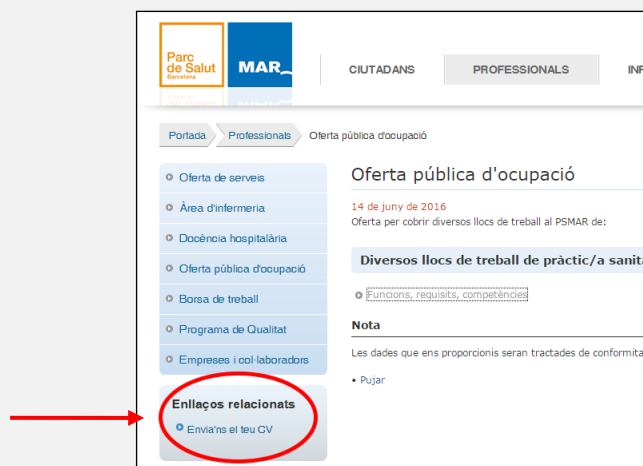 Parc
de Salut
Barcelona
MAR
CIUTADANS
PROFESSIONALS
Portada
Professionals
Oferta pública d'ocupació
Oferta de serveis
Àrea d'infermeria
Docència hospitalària
Oferta pública d'ocupació
Borsa de treball
Programa de Qualitat
Empreses i col·laboradors
Enllaços relacionats
Envia'ns el teu CV
Oferta pública d'ocupació
14 de juny de 2016
Oferta per cobrir diversos llocs de treball al PSMAR de:
Diversos llocs de treball de pràctic/a
Funcions, requisits, competències
Nota
Les dades que ens proporcionis seran tractades de
• Pujar